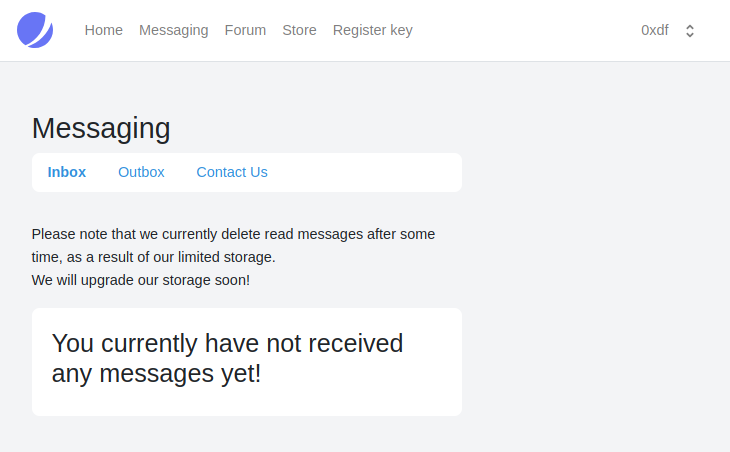 Home Messaging Forum Store Register key 0xdf
Messaging
Inbox Outbox Contact Us
Please note that we currently delete read messages after some
time, as a result of our limited storage.
We will upgrade our storage soon!
You currently have not received
any messages yet!